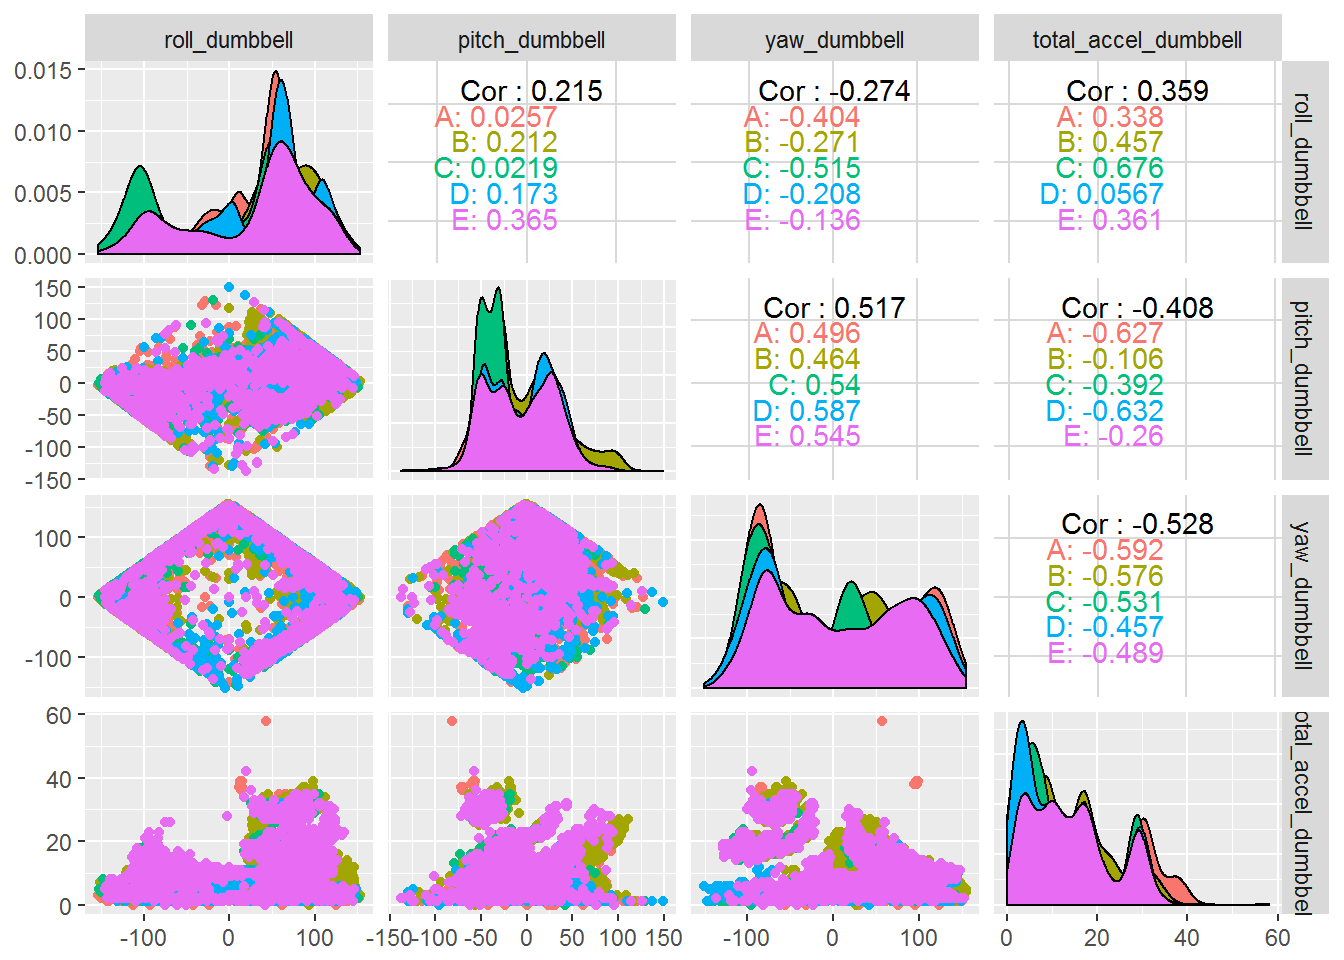 roll_dumbbell
pitch_dumbbell
yaw_dumbbell
total_accel_dumbbell
0.015
0.010
0.005
0.000
Cor : 0.215
A: 0.0257
B: 0.212
C: 0.0219
D: 0.173
E: 0.365
Cor : -0.274
A: -0.404
B: -0.271
C: -0.515
D: -0.208
E: -0.136
Cor : 0.359
A: 0.338
B: 0.457
C: 0.676
D: 0.0567
E: 0.361
roll_dumbbell
150
100
50
0
-50
-100
-150
Cor : 0.517
A: 0.496
B: 0.464
C: 0.54
D: 0.587
E: 0.545
Cor : -0.408
A: -0.627
B: -0.106
C: -0.392
D: -0.632
E: -0.26
pitch_dumbbell
100
0
-100
Cor : -0.528
A: -0.592
B: -0.576
C: -0.531
D: -0.457
E: -0.489
yaw_dumbbell
60
40
20
0
otal_accel_dumbbel
-100
0
100
-150
-100
-50
0
50
100
150
-100
0
100
0
20
40
60